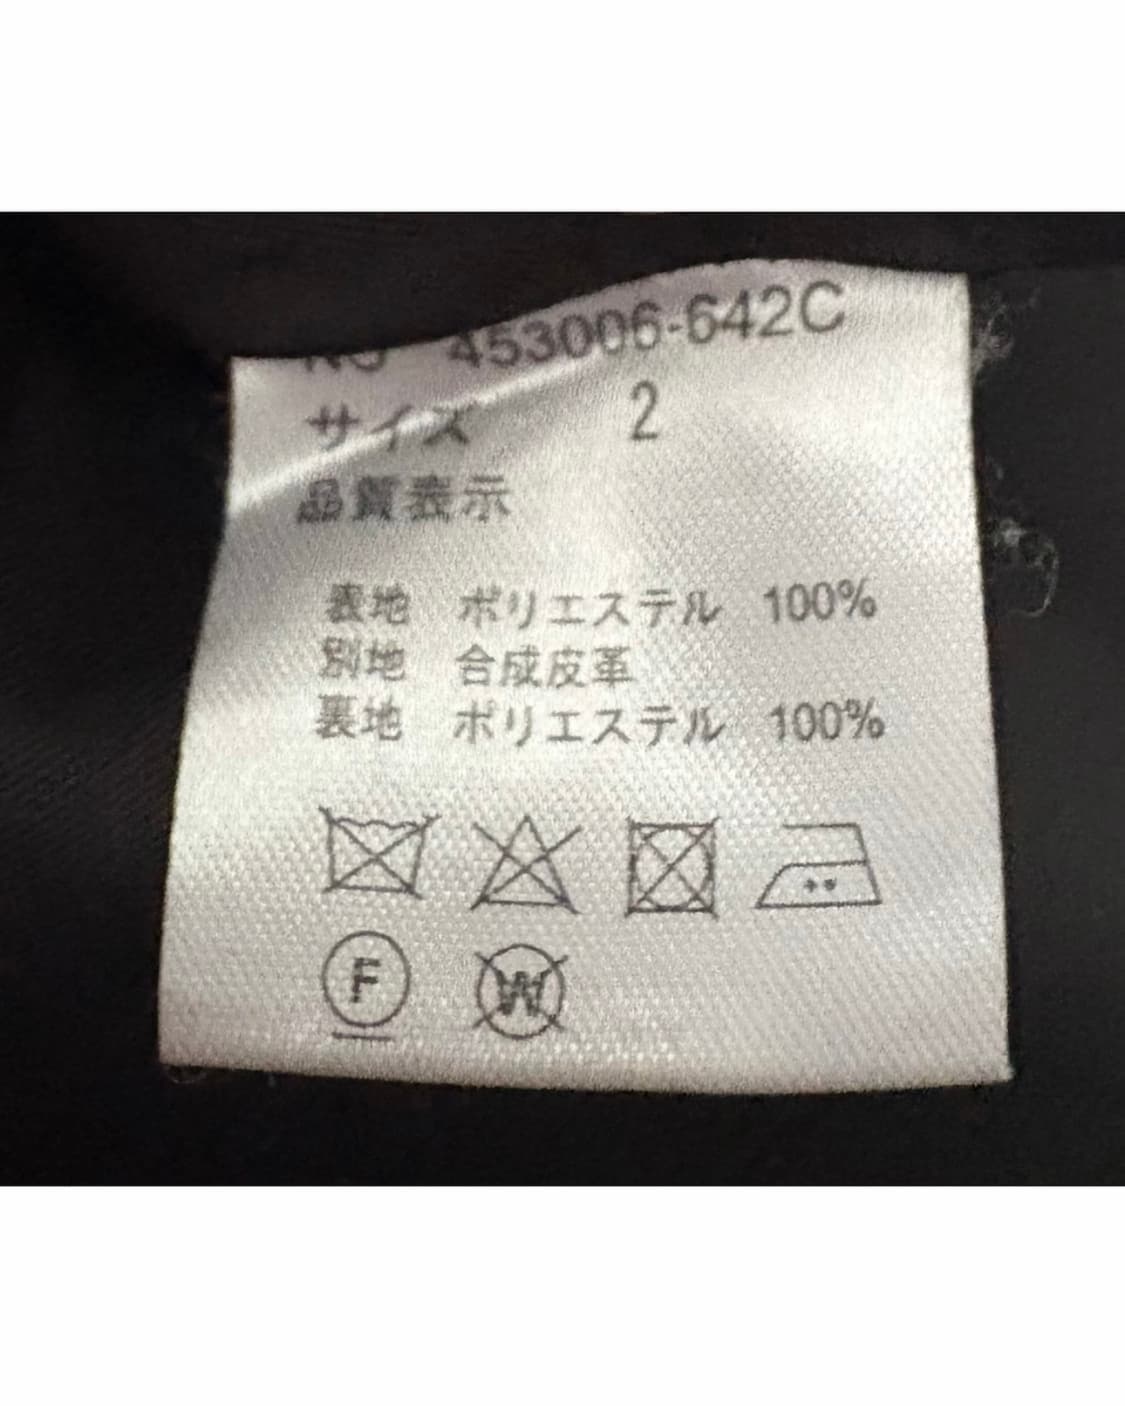 NO 453006-642C
サイズ 2
品質表示
表地 ポリエステル 100%
別地 合成皮革
裏地 ポリエステル 100%
F W